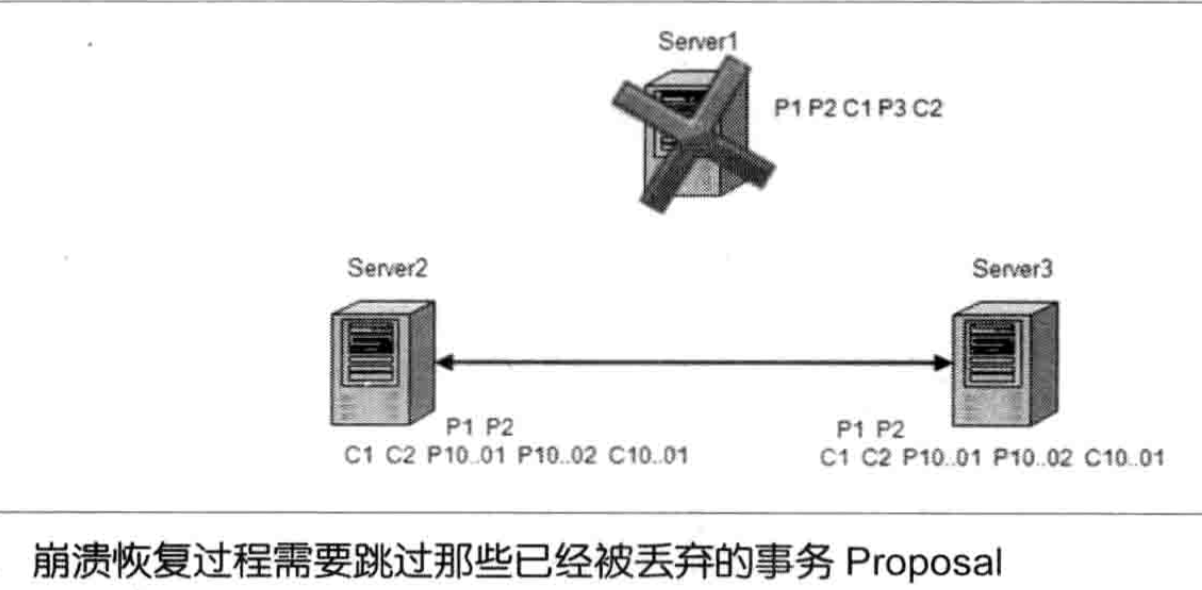 Server1
P1 P2 C1 P3 C2
Server2
Server3
P1 P2
C1 C2 P10..01 P10..02 C10..01
P1 P2
C1 C2 P10..01 P10..02 C10..01
崩溃恢复过程需要跳过那些已经被丢弃的事务 Proposal